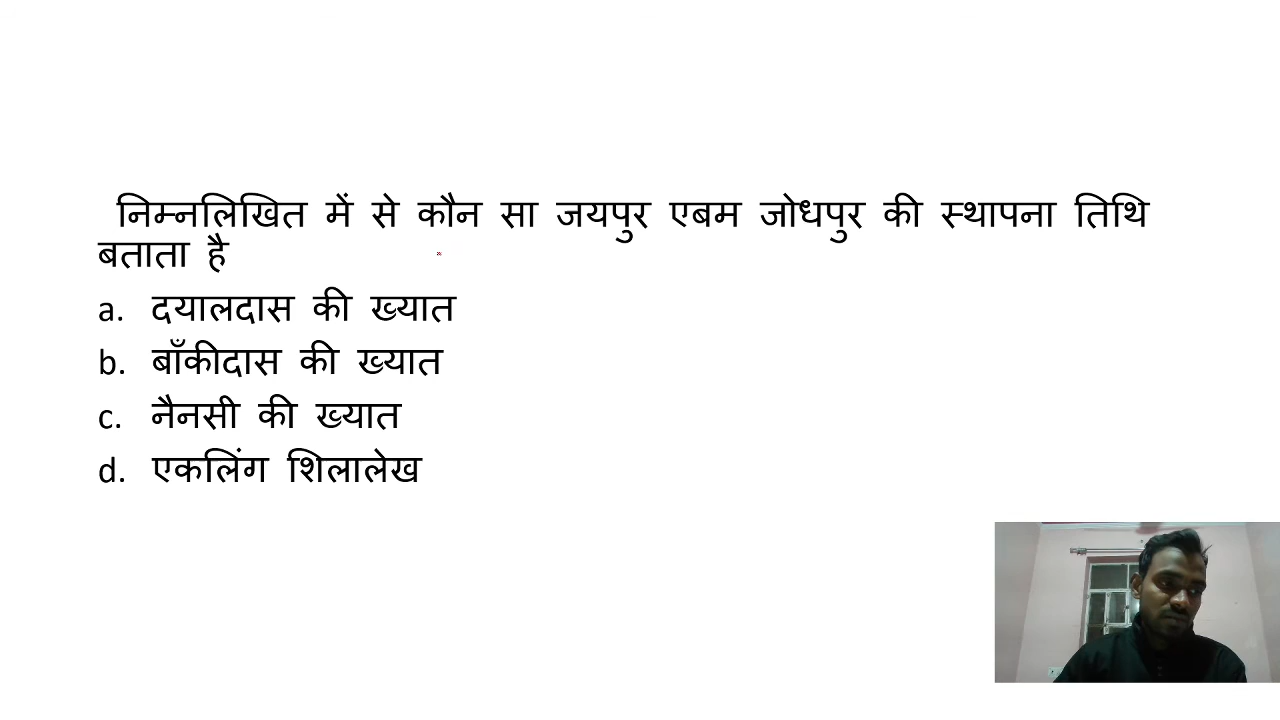 निम्नलिखित में से कौन सा जयपुर एबम जोधपुर की स्थापना तिथि
बताता है
a. दयालदास की ख्यात
b. बाँकीदास की ख्यात
c. नैनसी की ख्यात
d. एकलिंग शिलालेख